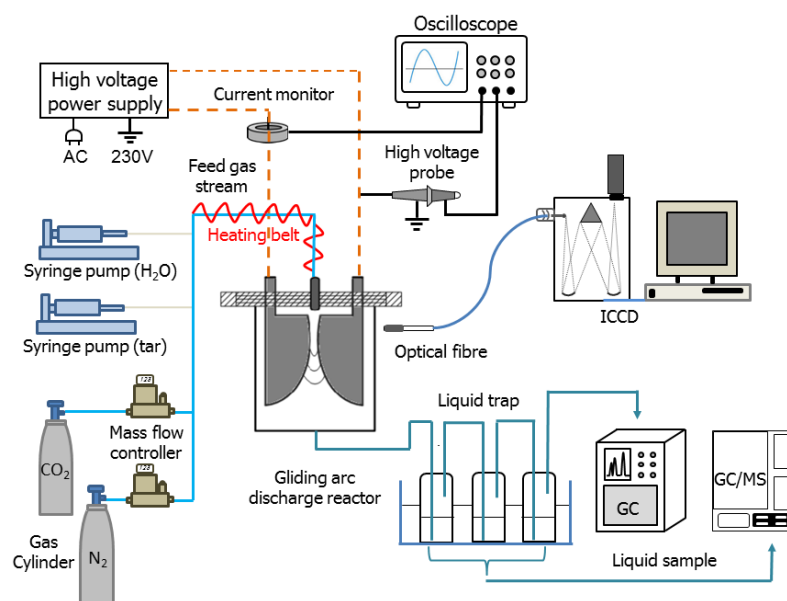 Oscilloscope
High voltage
power supply
Current monitor
AC
230V
High voltage
probe
Feed gas
stream
Heating belt
Syringe pump (H₂O)
Syringe pump (tar)
ICCD
Optical fibre
Liquid trap
Mass flow
controller
CO₂
Gliding arc
discharge reactor
GC
GC/MS
Gas
Cylinder
N₂
Liquid sample